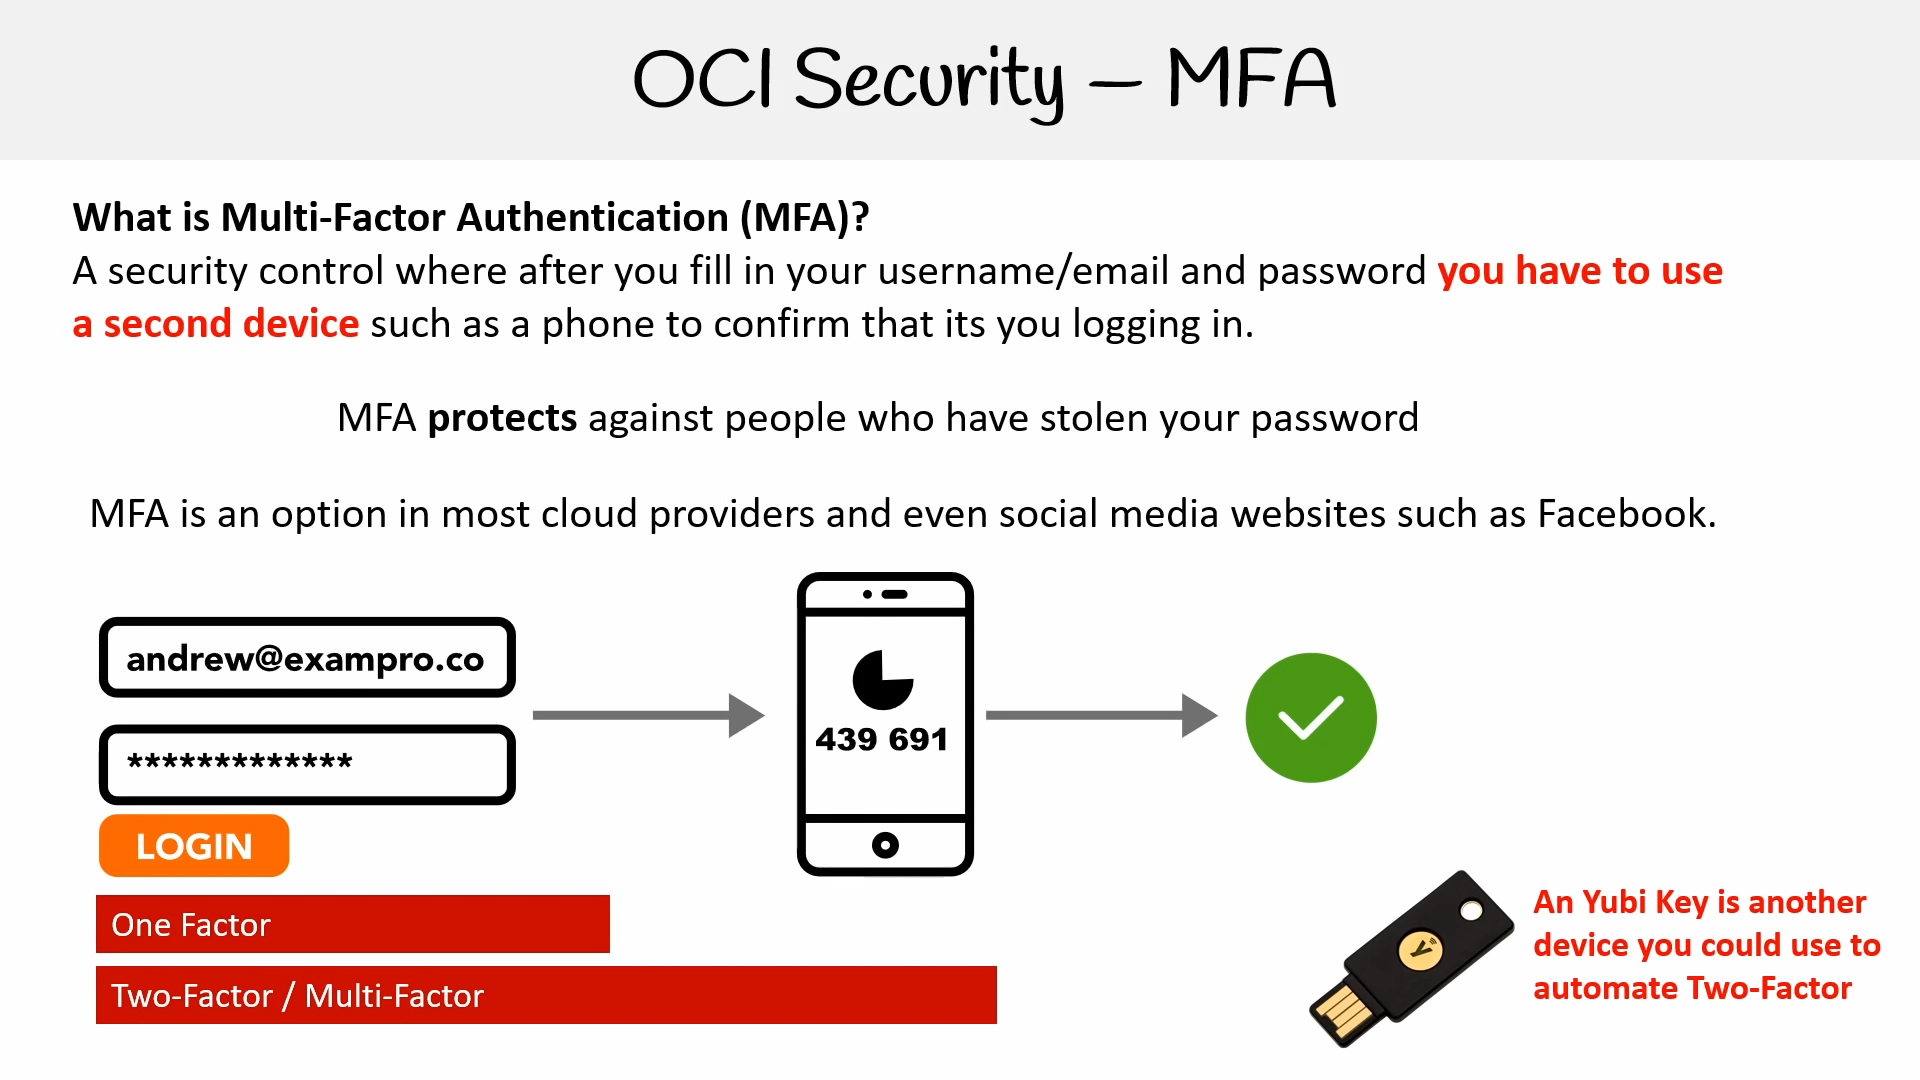 OCI Security – MFA
What is Multi-Factor Authentication (MFA)?
A security control where after you fill in your username/email and password you have to use
a second device such as a phone to confirm that its you logging in.
MFA protects against people who have stolen your password
MFA is an option in most cloud providers and even social media websites such as Facebook.
andrew@exampro.co
*************
LOGIN
439 691
One Factor
Two-Factor / Multi-Factor
y
An Yubi Key is another
device you could use to
automate Two-Factor